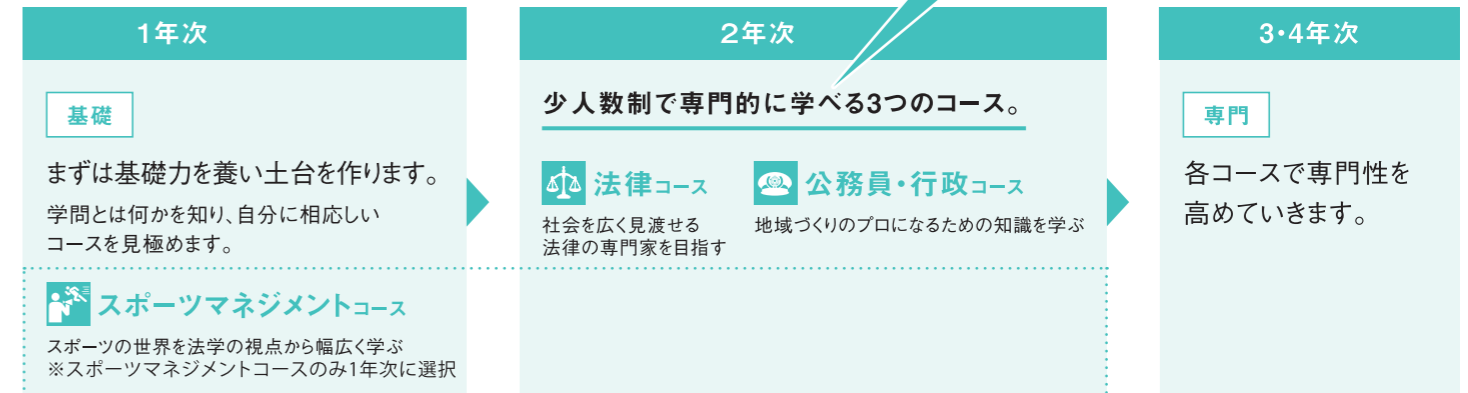 1年次
基礎
まずは基礎力を養い土台を作ります。
学問とは何かを知り、自分に相応しい
コースを見極めます。
スポーツマネジメントコース
スポーツの世界を法学の視点から幅広く学ぶ
※スポーツマネジメントコースのみ1年次に選択
2年次
少人数制で専門的に学べる3つのコース。
法律コース
社会を広く見渡せる
法律の専門家を目指す
公務員・行政コース
地域づくりのプロになるための知識を学ぶ
3・4年次
専門
各コースで専門性を
高めていきます。